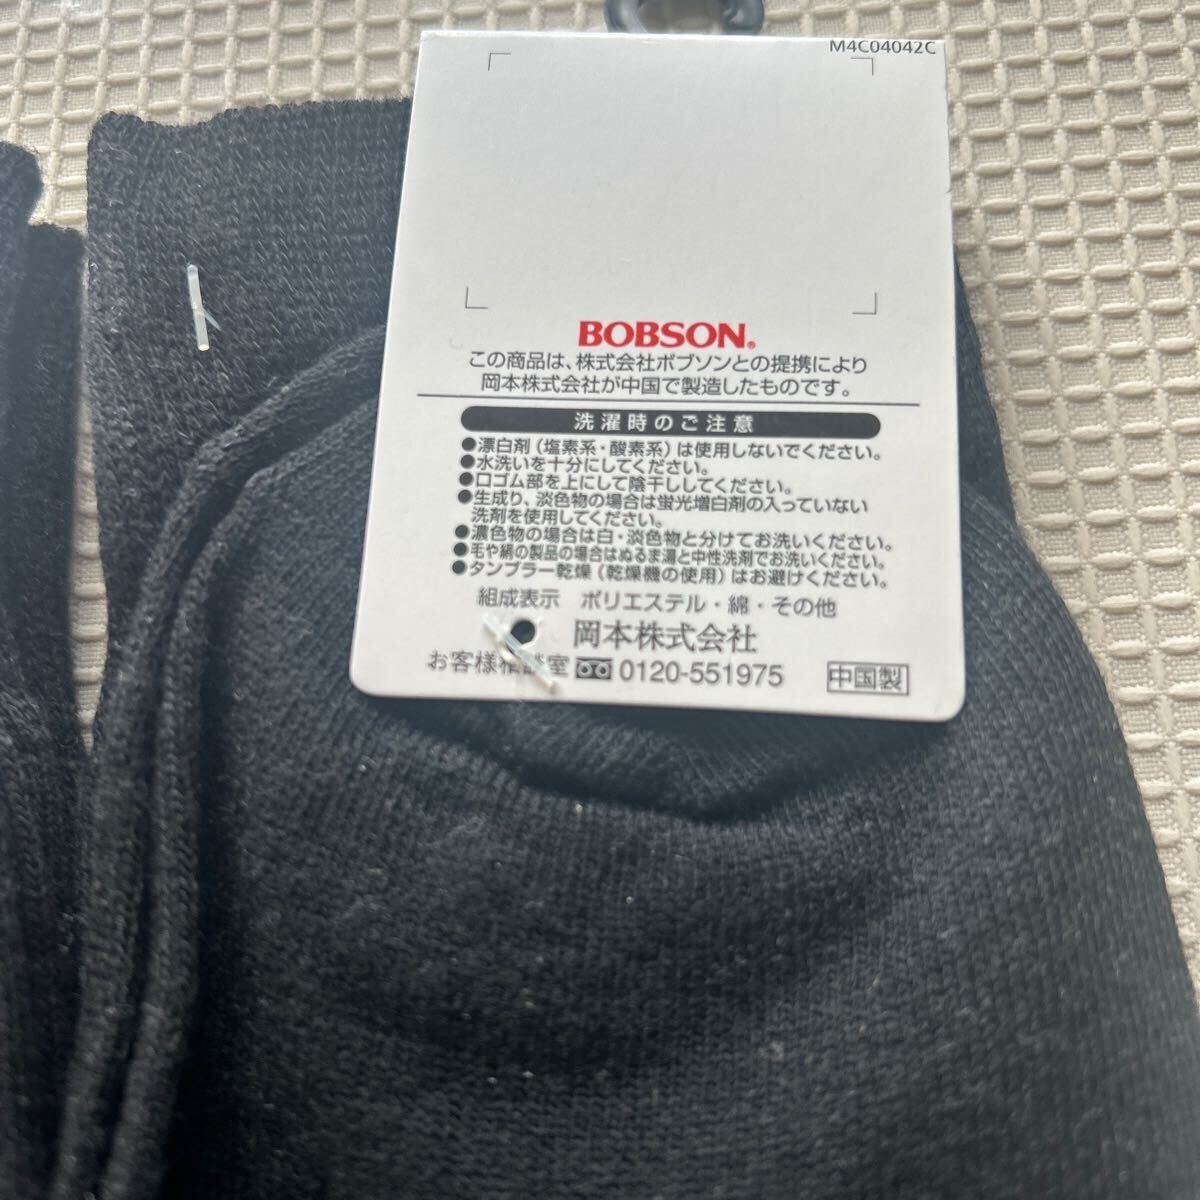 M4C04042C
BOBSON®
この商品は、株式会社ボブソンとの提携により
岡本株式会社が中国で製造したものです。
洗濯時のご注意
●漂白剤(塩素系・酸素系)は使用しないでください。
●水洗いを十分にしてください。
●口ゴム部を上にして陰干ししてください。
●生成り、淡色物の場合は蛍光増白剤の入っていない
洗剤を使用してください。
●濃色物の場合は白・淡色物と分けてお洗いください。
●毛や絹の製品の場合はぬるま湯と中性洗剤でお洗いください。
●タンブラー乾燥(乾燥機の使用)はお避けください。
組成表示 ポリエステル・綿・その他
岡本株式会社
お客様相談室 0120-551975
中国製